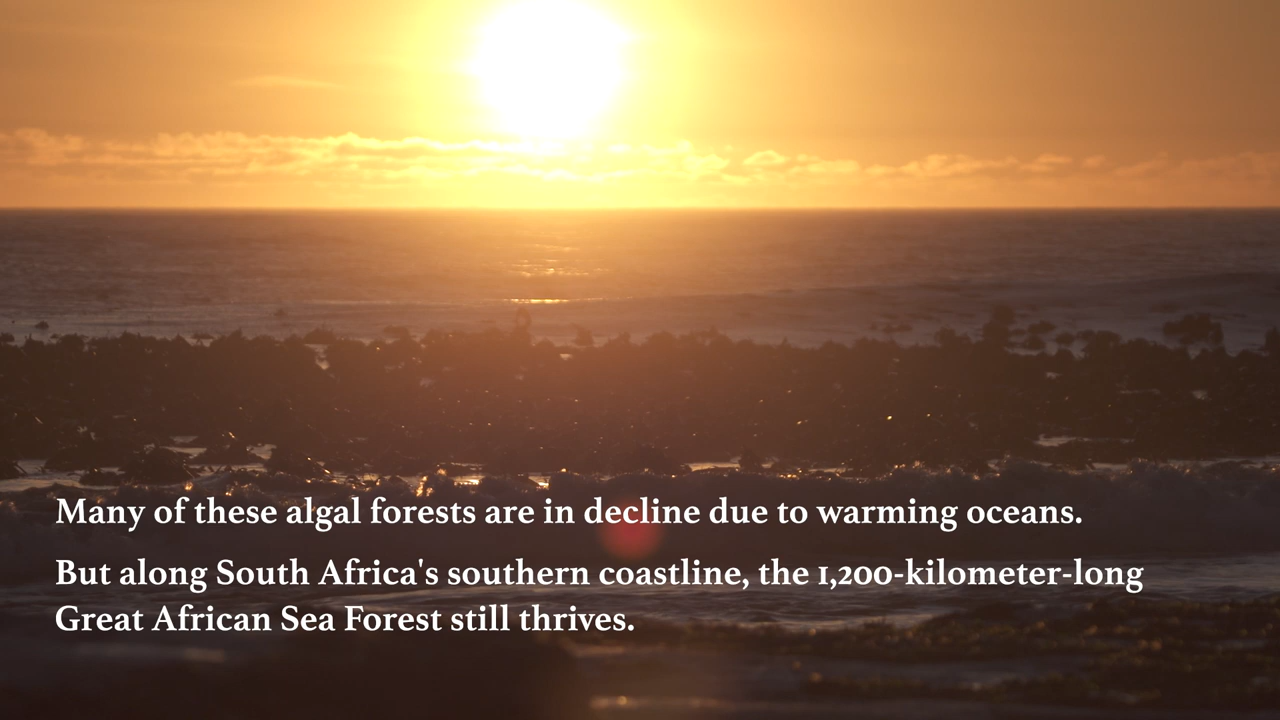 Many of these algal forests are in decline due to warming oceans.
But along South Africa's southern coastline, the 1,200-kilometer-long
Great African Sea Forest still thrives.